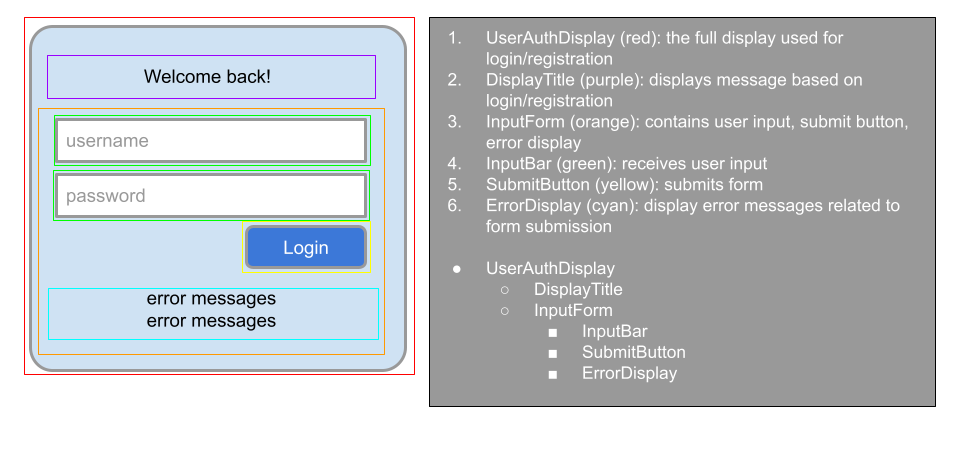 Welcome back!
username
password
Login
error messages
error messages
1. UserAuthDisplay (red): the full display used for
login/registration
2. DisplayTitle (purple): displays message based on
login/registration
3. InputForm (orange): contains user input, submit button,
error display
4. InputBar (green): receives user input
5. SubmitButton (yellow): submits form
6. ErrorDisplay (cyan): display error messages related to
form submission
● UserAuthDisplay
○ DisplayTitle
○ InputForm
■ InputBar
■ SubmitButton
■ ErrorDisplay